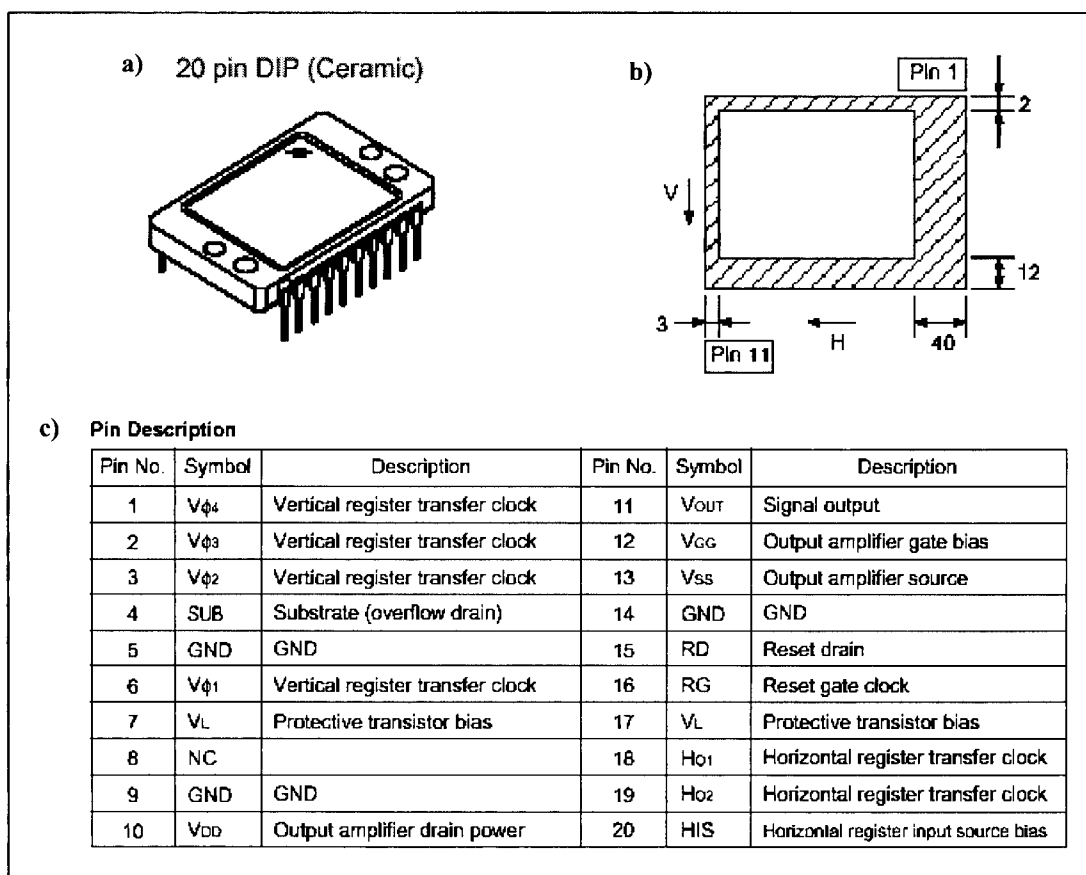 a) 20 pin DIP (Ceramic)
b)
Pin 1
2
V
12
3
H
40
Pin 11
c) Pin Description
Pin No. Symbol Description Pin No. Symbol Description
1 Vϕ4 Vertical register transfer clock 11 VOUT Signal output
2 Vϕ3 Vertical register transfer clock 12 VGG Output amplifier gate bias
3 Vϕ2 Vertical register transfer clock 13 Vss Output amplifier source
4 SUB Substrate (overflow drain) 14 GND GND
5 GND GND 15 RD Reset drain
6 Vϕ1 Vertical register transfer clock 16 RG Reset gate clock
7 VL Protective transistor bias 17 VL Protective transistor bias
8 NC 18 HQ1 Horizontal register transfer clock
9 GND GND 19 HQ2 Horizontal register transfer clock
10 VDD Output amplifier drain power 20 HIS Horizontal register input source bias